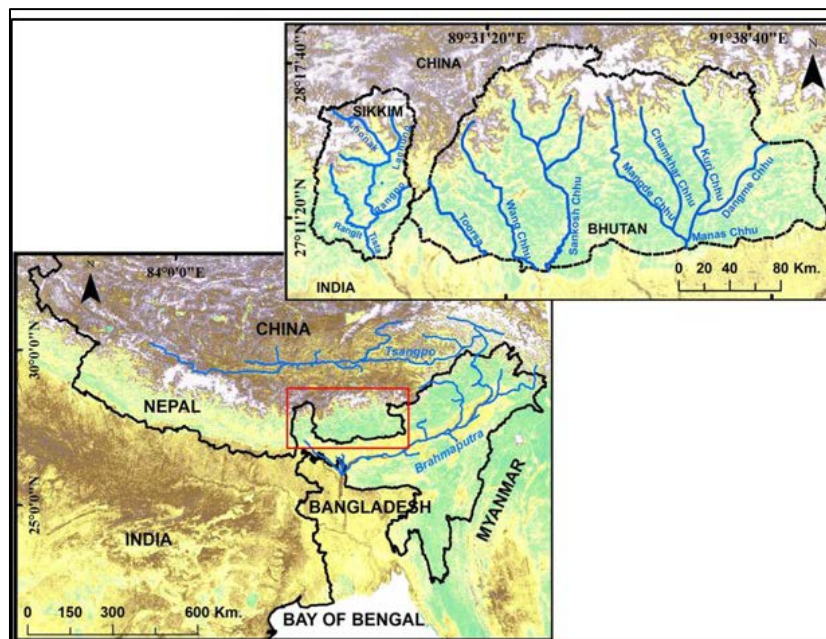 89°31'20"E
91°38'40"E
N
28°17'40"N
CHINA
SIKKIM
Lhonak
Lachung
Rangpo
Rangit
Tista
27°11'20"N
Toorsa
Wang Chhu
Sankosh Chhu
Mangde Chhu
Chamkhar Chhu
Kuri Chhu
Dangme Chhu
Manas Chhu
BHUTAN
INDIA
0 20 40 80 Km.
84°0'0"E
N
CHINA
30°0'0"N
Tsangpo
NEPAL
Brahmaputra
25°0'0"N
BANGLADESH
MYANMAR
INDIA
0 150 300 600 Km.
BAY OF BENGAL